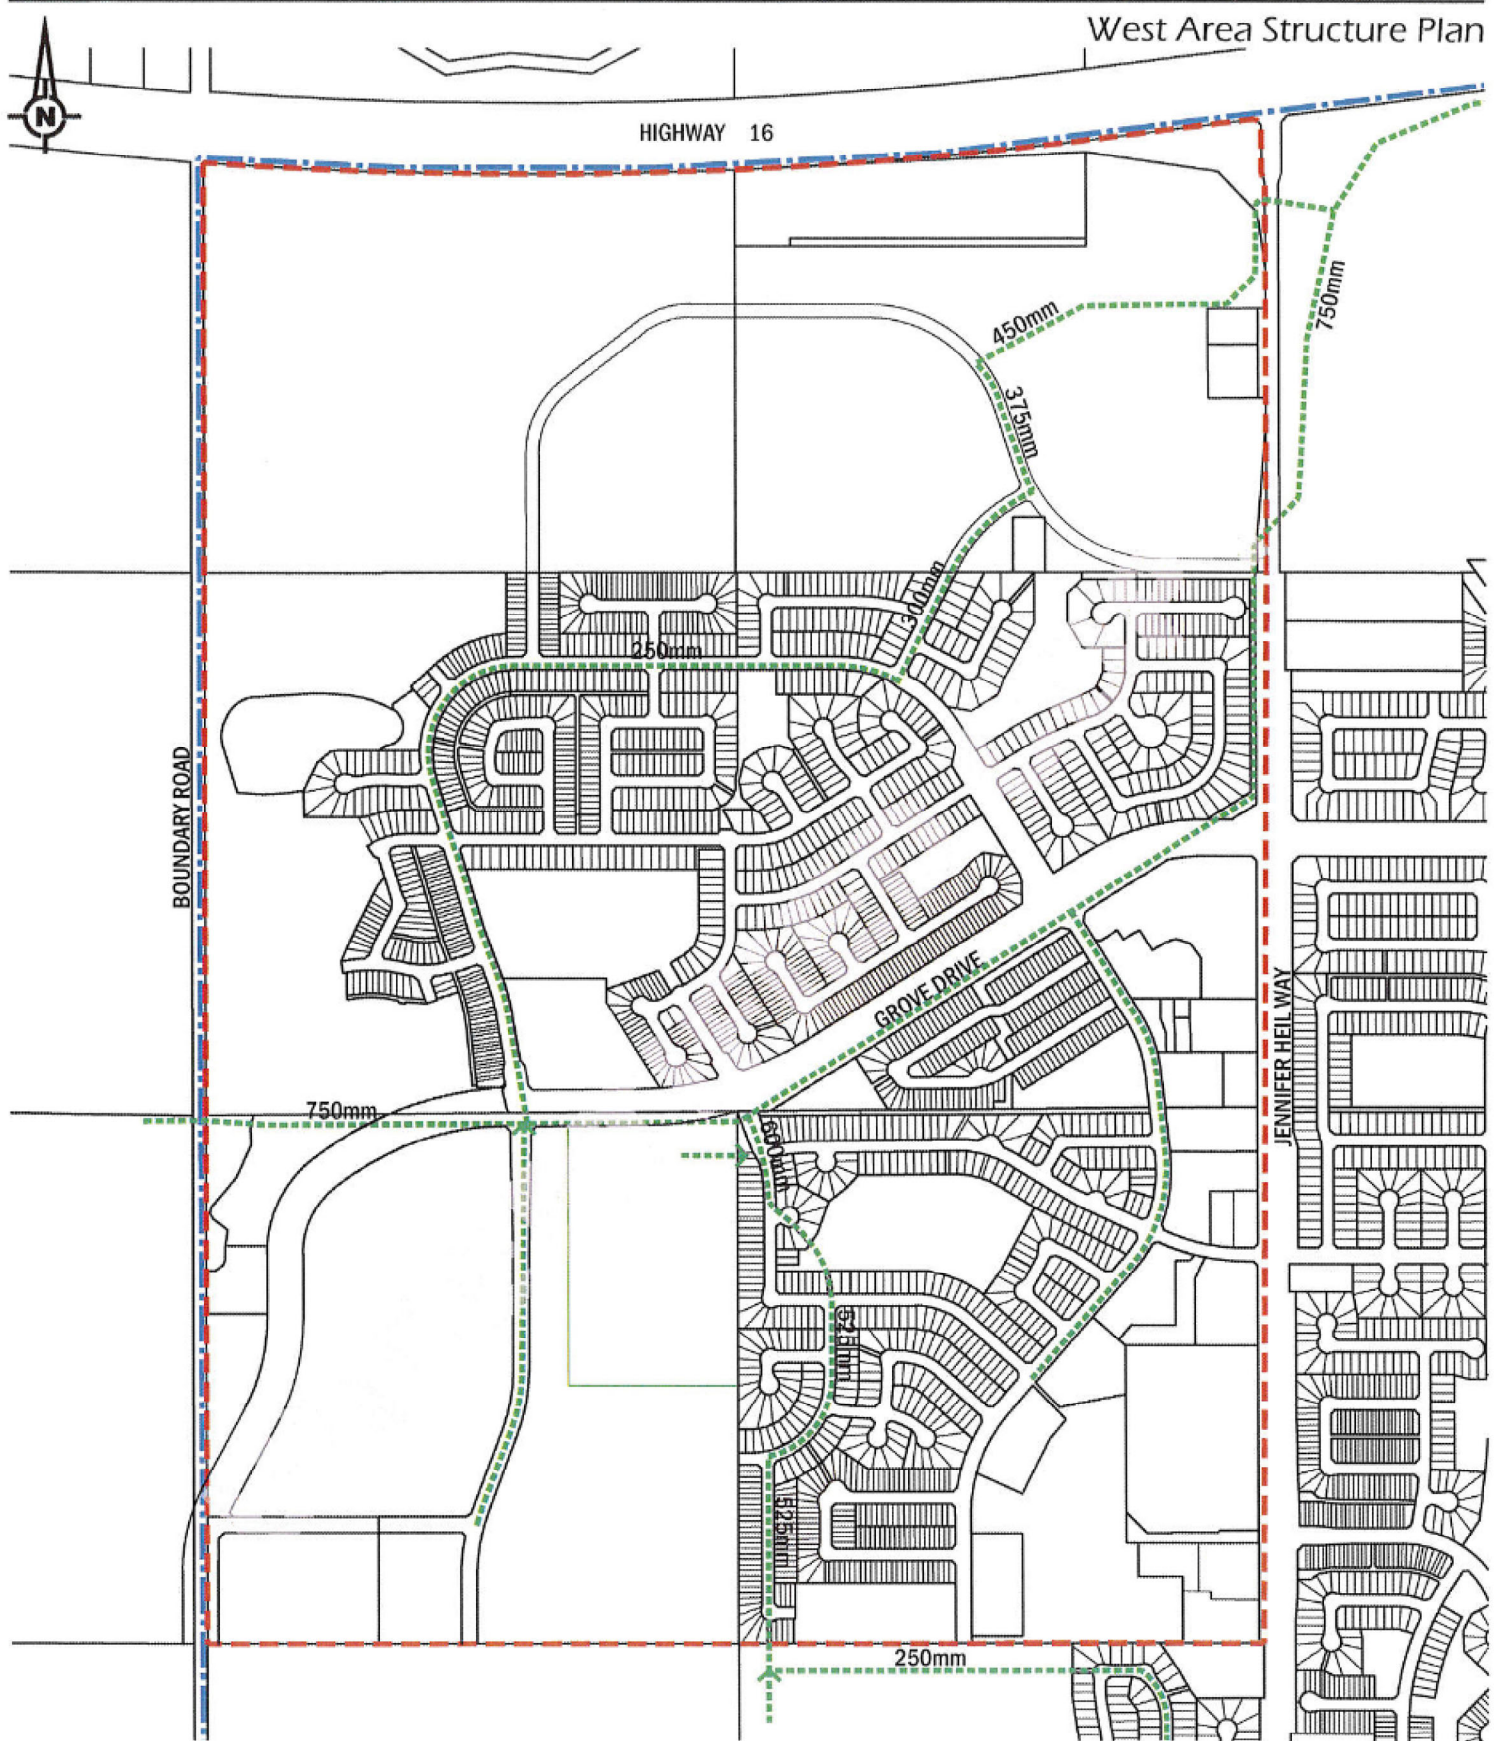 West Area Structure Plan
N
HIGHWAY 16
750mm
450mm
375mm
300mm
250mm
BOUNDARY ROAD
GROVE DRIVE
JENNIFER HEIL WAY
750mm
600mm
525mm
525mm
250mm